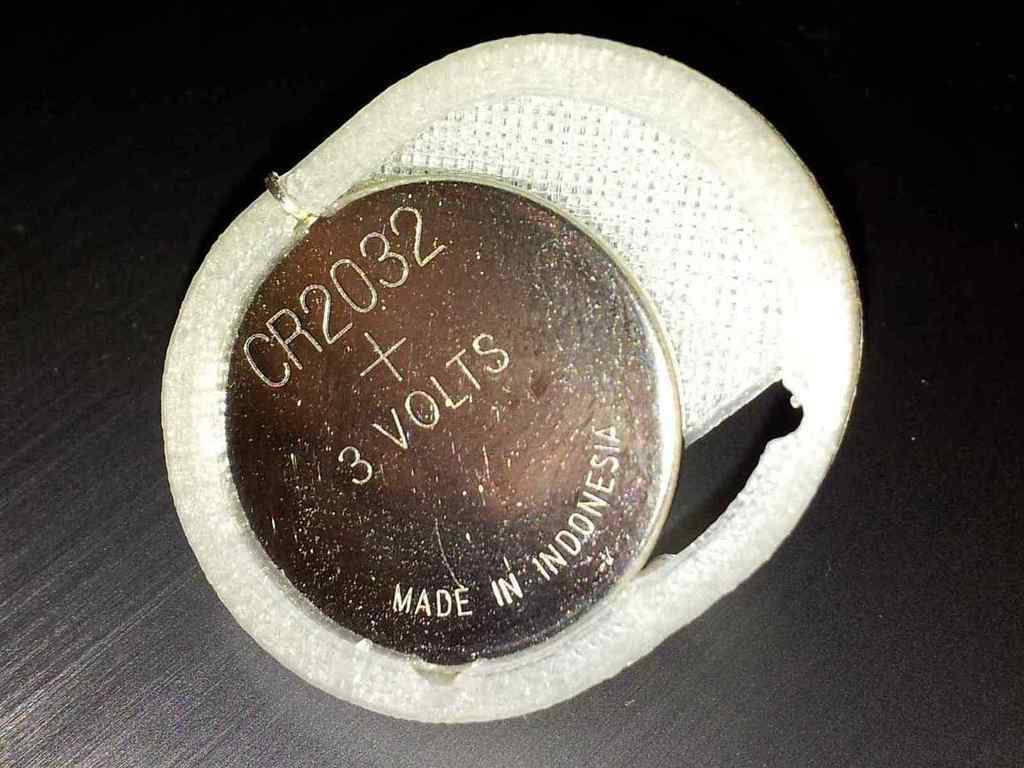 CR2032
+
3 VOLTS
MADE IN INDONESIA